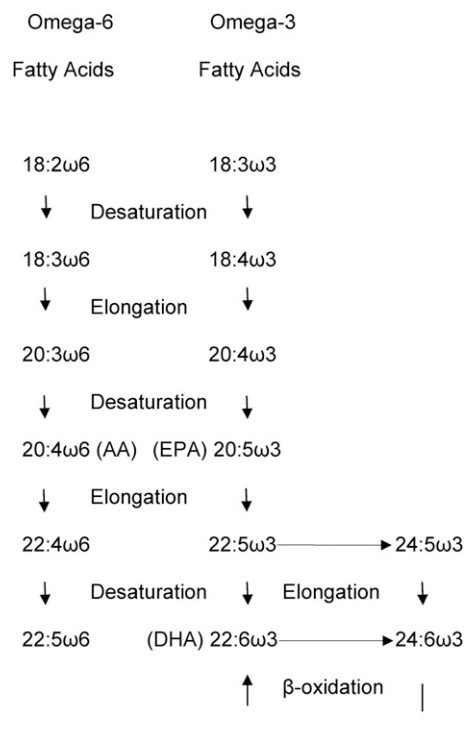 Omega-6 Omega-3
Fatty Acids Fatty Acids
18:2ω6 18:3ω3
Desaturation
18:3ω6 18:4ω3
Elongation
20:3ω6 20:4ω3
Desaturation
20:4ω6 (AA) (EPA) 20:5ω3
Elongation
22:4ω6 22:5ω3 24:5ω3
Desaturation Elongation
22:5ω6 (DHA) 22:6ω3 24:6ω3
β-oxidation